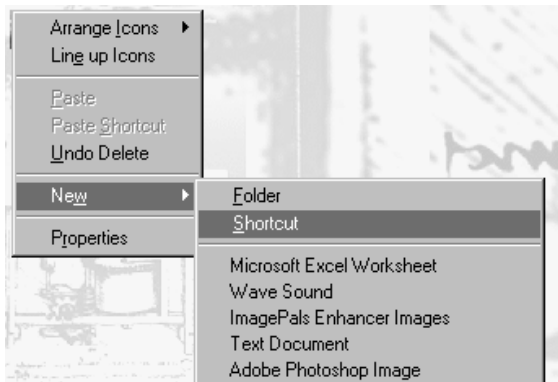 Arrange Icons
Line up Icons
Paste
Paste Shortcut
Undo Delete
New
Properties
Folder
Shortcut
Microsoft Excel Worksheet
Wave Sound
ImagePals Enhancer Images
Text Document
Adobe Photoshop Image